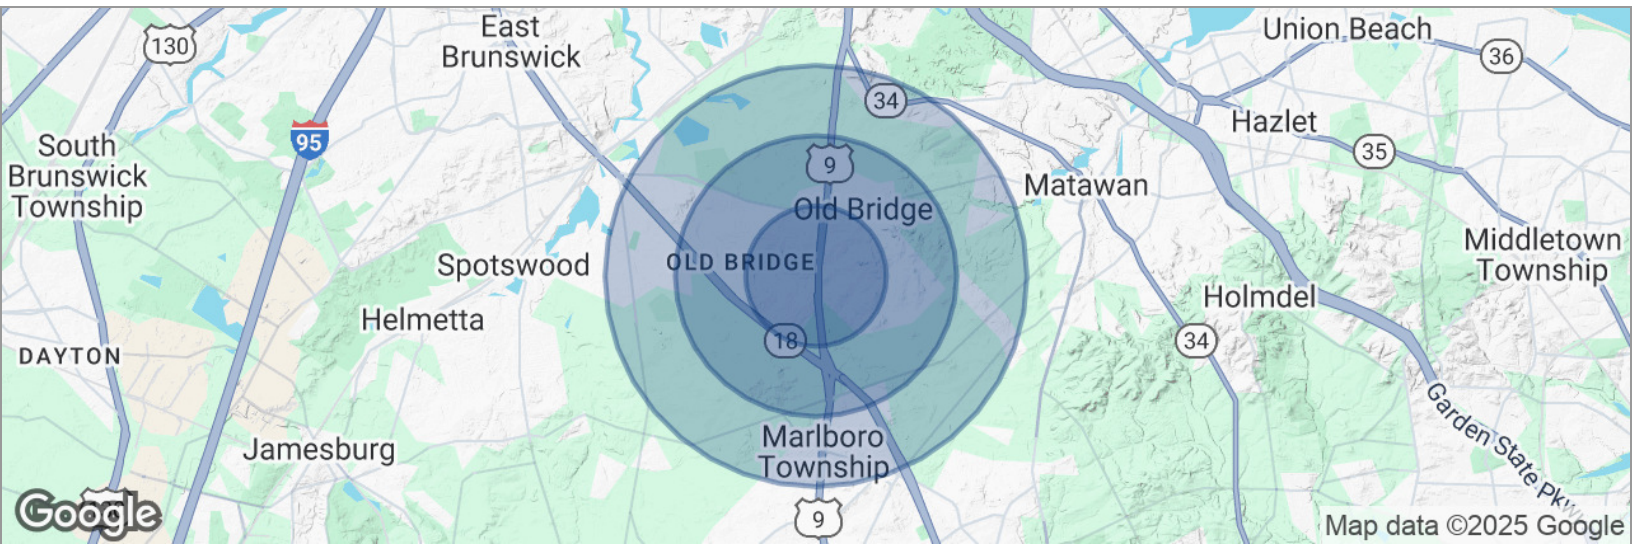 130
East
Brunswick
Union Beach
36
34
Hazlet
95
35
South
Brunswick
Township
9
Matawan
Old Bridge
Middletown
Township
OLD BRIDGE
Spotswood
Holmdel
Helmetta
18
34
DAYTON
Garden State Pkwy
Marlboro
Township
Jamesburg
9
Google
Map data ©2025 Google